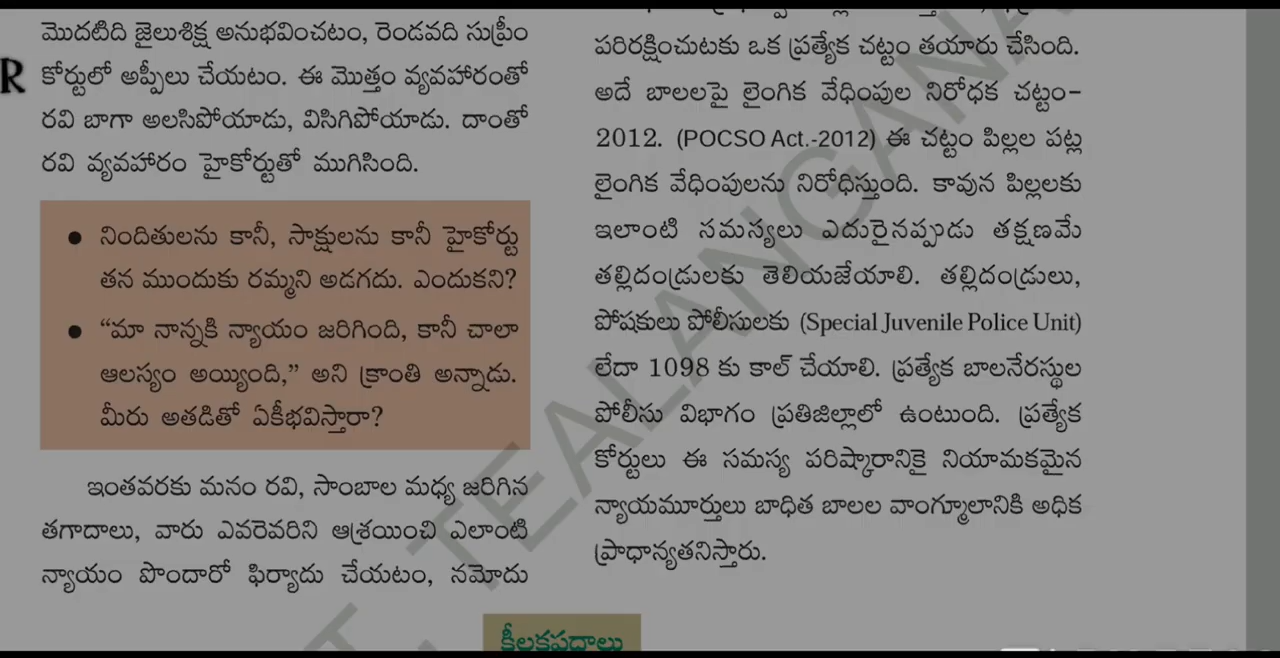 మొదటిది జైలుశిక్ష అనుభవించటం, రెండవది సుప్రీం
కోర్టులో అప్పీలు చేయటం. ఈ మొత్తం వ్యవహారంతో
రవి బాగా అలసిపోయాడు, విసిగిపోయాడు. దాంతో
రవి వ్యవహారం హైకోర్టుతో ముగిసింది.
R
● నిందితులను కానీ, సాక్షులను కానీ హైకోర్టు
తన ముందుకు రమ్మని అడగదు. ఎందుకని?
● “మా నాన్నకి న్యాయం జరిగింది, కానీ చాలా
ఆలస్యం అయ్యింది,” అని క్రాంతి అన్నాడు.
మీరు అతడితో ఏకీభవిస్తారా?
ఇంతవరకు మనం రవి, సాంబాల మధ్య జరిగిన
తగాదాలు, వారు ఎవరెవరిని ఆశ్రయించి ఎలాంటి
న్యాయం పొందారో ఫిర్యాదు చేయటం, నమోదు
పరిరక్షించుటకు ఒక ప్రత్యేక చట్టం తయారు చేసింది.
అదే బాలలపై లైంగిక వేధింపుల నిరోధక చట్టం-
2012. (POCSO Act.-2012) ఈ చట్టం పిల్లల పట్ల
లైంగిక వేధింపులను నిరోధిస్తుంది. కావున పిల్లలకు
ఇలాంటి సమస్యలు ఎదురైనప్పుడు తక్షణమే
తల్లిదండ్రులకు తెలియజేయాలి. తల్లిదండ్రులు,
పోషకులు పోలీసులకు (Special Juvenile Police Unit)
లేదా 1098 కు కాల్ చేయాలి. ప్రత్యేక బాలనేరస్థుల
పోలీసు విభాగం ప్రతిజిల్లాలో ఉంటుంది. ప్రత్యేక
కోర్టులు ఈ సమస్య పరిష్కారానికై నియామకమైన
న్యాయమూర్తులు బాధిత బాలల వాంగ్మూలానికి అధిక
ప్రాధాన్యతనిస్తారు.
కీలకపదాలు
T TEALANGANA